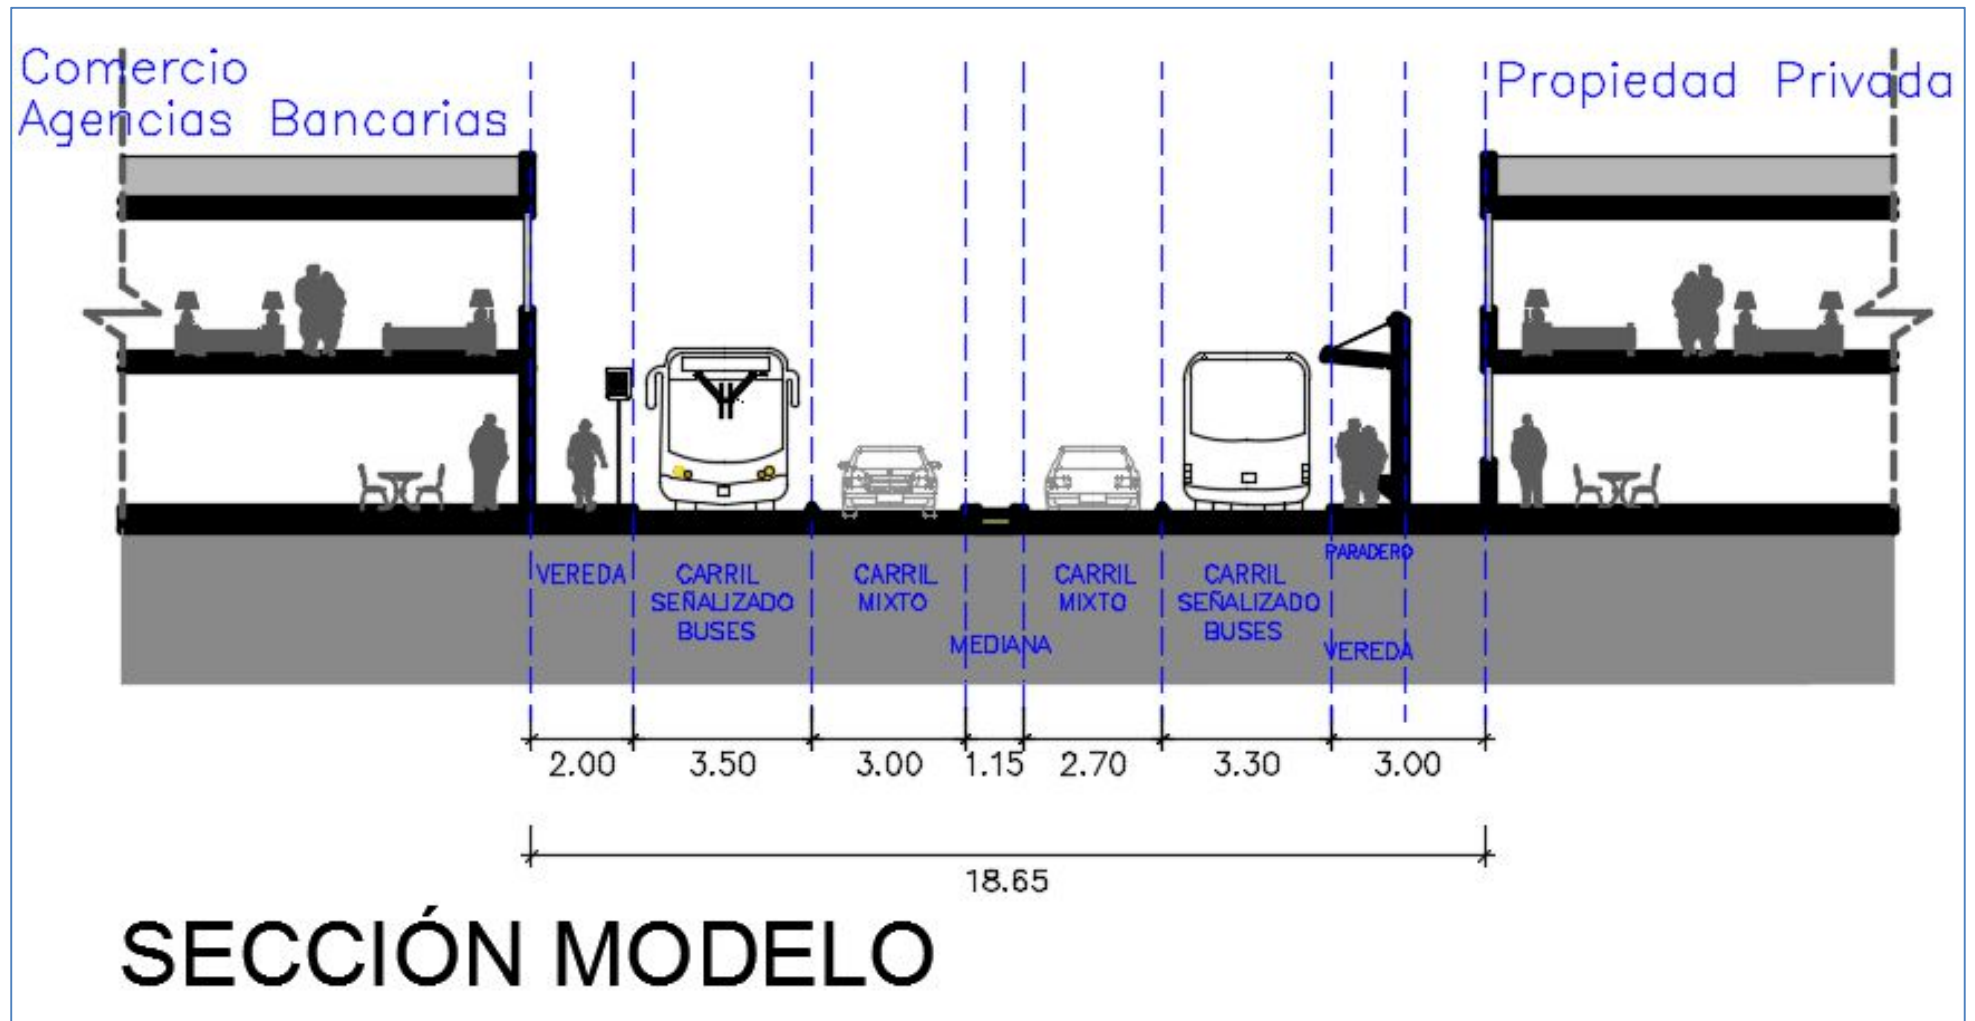 Comercio
Agencias Bancarias
Propiedad Privada
VEREDA
CARRIL
SEÑALIZADO
BUSES
CARRIL
MIXTO
MEDIANA
CARRIL
MIXTO
CARRIL
SEÑALIZADO
BUSES
PARADERO
VEREDA
2.00 3.50 3.00 1.15 2.70 3.30 3.00
18.65
SECCIÓN MODELO